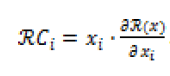 ℛC_i = x_i · ∂ℛ(x) / ∂x_i